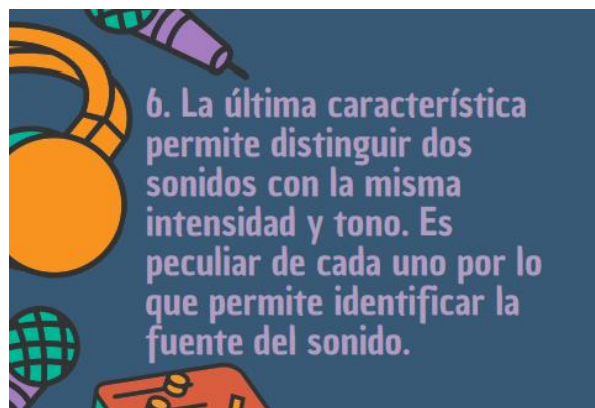 6. La última característica
permite distinguir dos
sonidos con la misma
intensidad y tono. Es
peculiar de cada uno por lo
que permite identificar la
fuente del sonido.